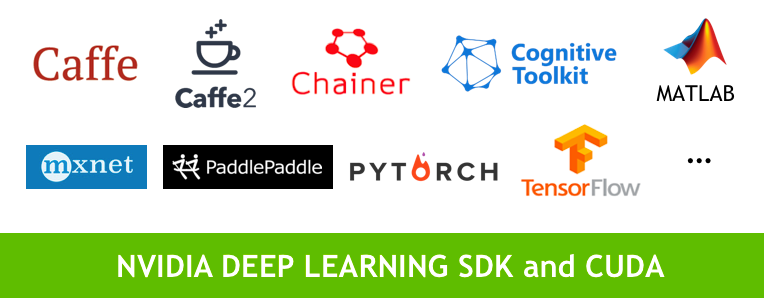 Caffe
Caffe2
Chainer
Cognitive
Toolkit
MATLAB
mxnet
PaddlePaddle
PYTORCH
TensorFlow
...
NVIDIA DEEP LEARNING SDK and CUDA